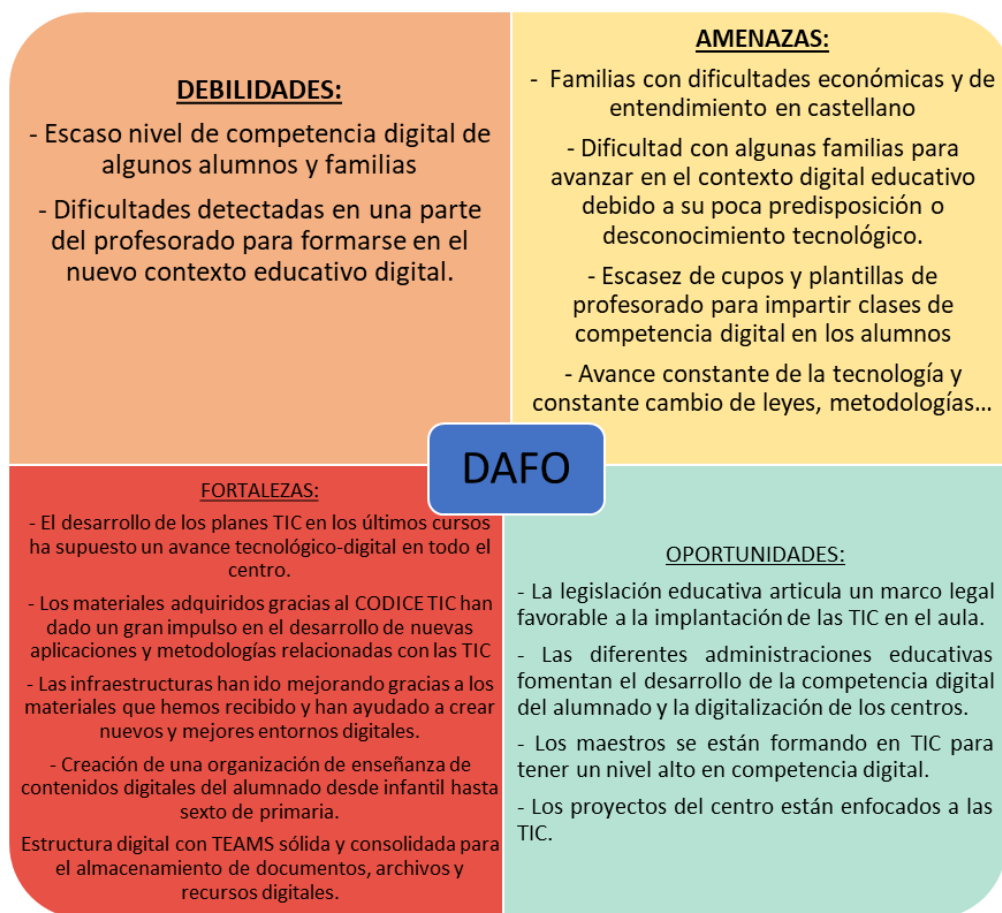 DEBILIDADES:
- Escaso nivel de competencia digital de
algunos alumnos y familias
- Dificultades detectadas en una parte
del profesorado para formarse en el
nuevo contexto educativo digital.
AMENAZAS:
- Familias con dificultades económicas y de
entendimiento en castellano
- Dificultad con algunas familias para
avanzar en el contexto digital educativo
debido a su poca predisposición o
desconocimiento tecnológico.
- Escasez de cupos y plantillas de
profesorado para impartir clases de
competencia digital en los alumnos
- Avance constante de la tecnología y
constante cambio de leyes, metodologías...
DAFO
FORTALEZAS:
- El desarrollo de los planes TIC en los últimos cursos
ha supuesto un avance tecnológico-digital en todo el
centro.
- Los materiales adquiridos gracias al CODICE TIC han
dado un gran impulso en el desarrollo de nuevas
aplicaciones y metodologías relacionadas con las TIC
- Las infraestructuras han ido mejorando gracias a los
materiales que hemos recibido y han ayudado a crear
nuevos y mejores entornos digitales.
- Creación de una organización de enseñanza de
contenidos digitales del alumnado desde infantil hasta
sexto de primaria.
Estructura digital con TEAMS sólida y consolidada para
el almacenamiento de documentos, archivos y
recursos digitales.
OPORTUNIDADES:
- La legislación educativa articula un marco legal
favorable a la implantación de las TIC en el aula.
- Las diferentes administraciones educativas
fomentan el desarrollo de la competencia digital
del alumnado y la digitalización de los centros.
- Los maestros se están formando en TIC para
tener un nivel alto en competencia digital.
- Los proyectos del centro están enfocados a las
TIC.